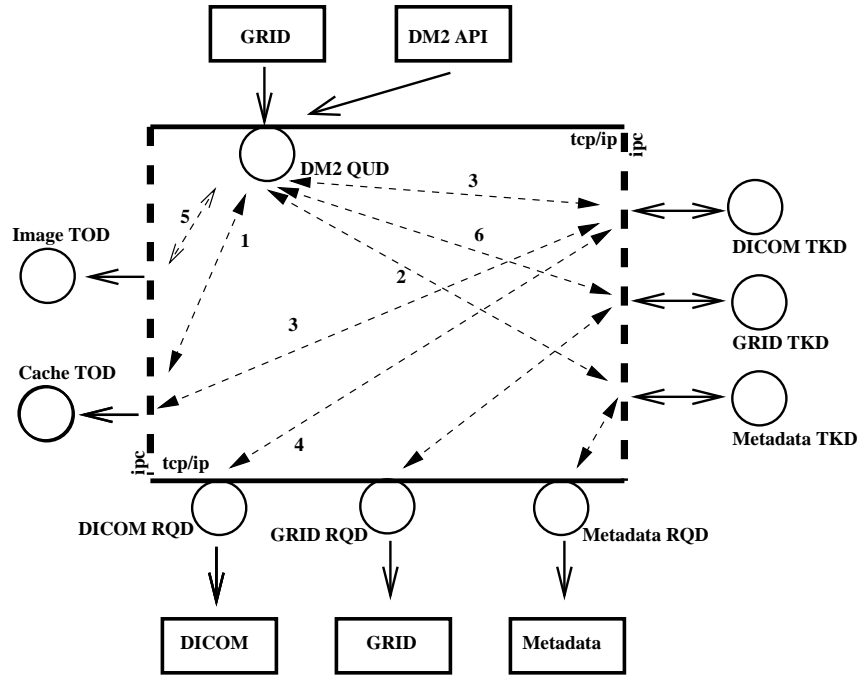 GRID
DM2 API
tcp/ip
ipc
DM2 QUD
3
5
Image TOD
1
6
2
DICOM TKD
3
GRID TKD
Cache TOD
4
Metadata TKD
ipc
tcp/ip
DICOM RQD
GRID RQD
Metadata RQD
DICOM
GRID
Metadata